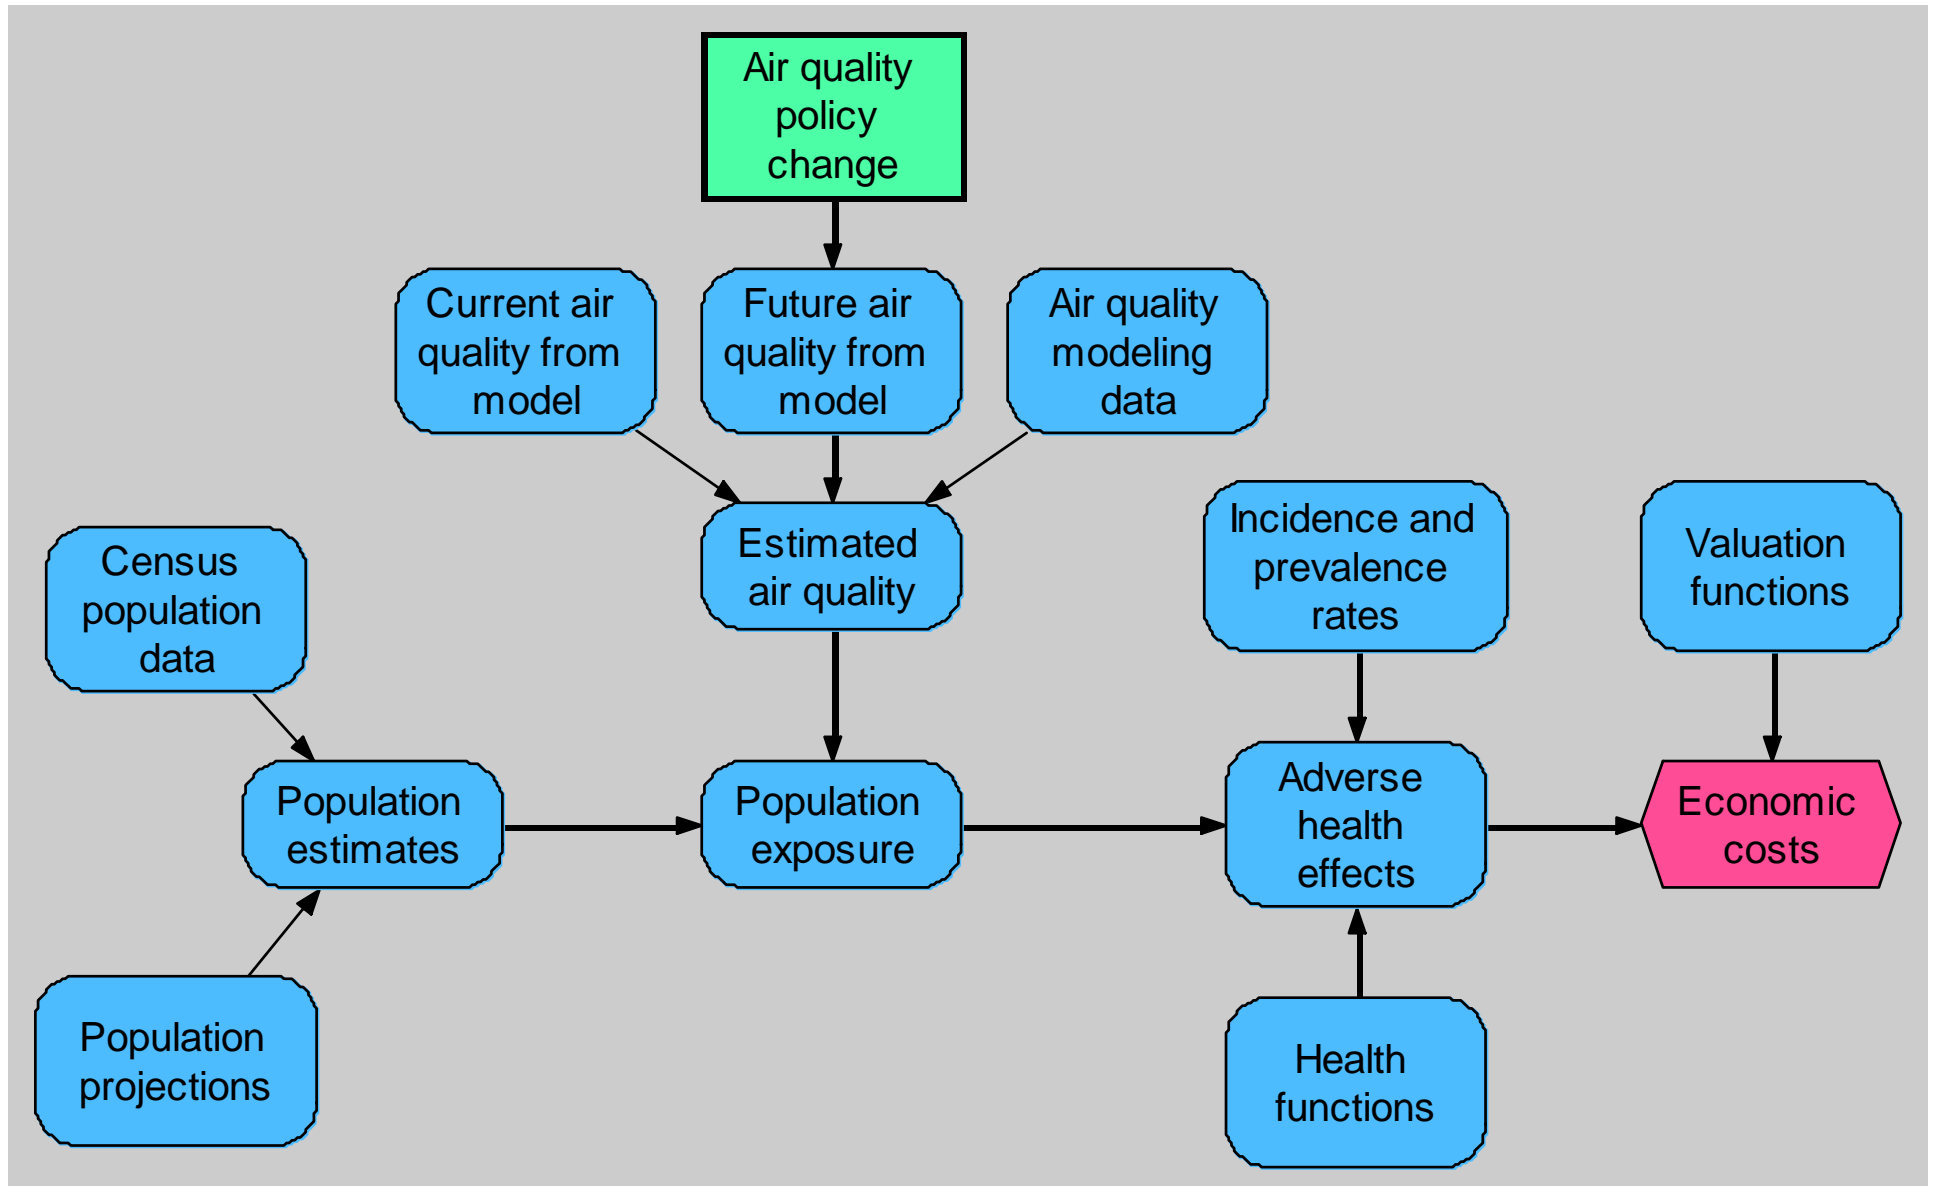 Air quality
policy
change
Current air
quality from
model
Future air
quality from
model
Air quality
modeling
data
Estimated
air quality
Incidence and
prevalence
rates
Valuation
functions
Census
population
data
Population
estimates
Population
exposure
Adverse
health
effects
Economic
costs
Population
projections
Health
functions